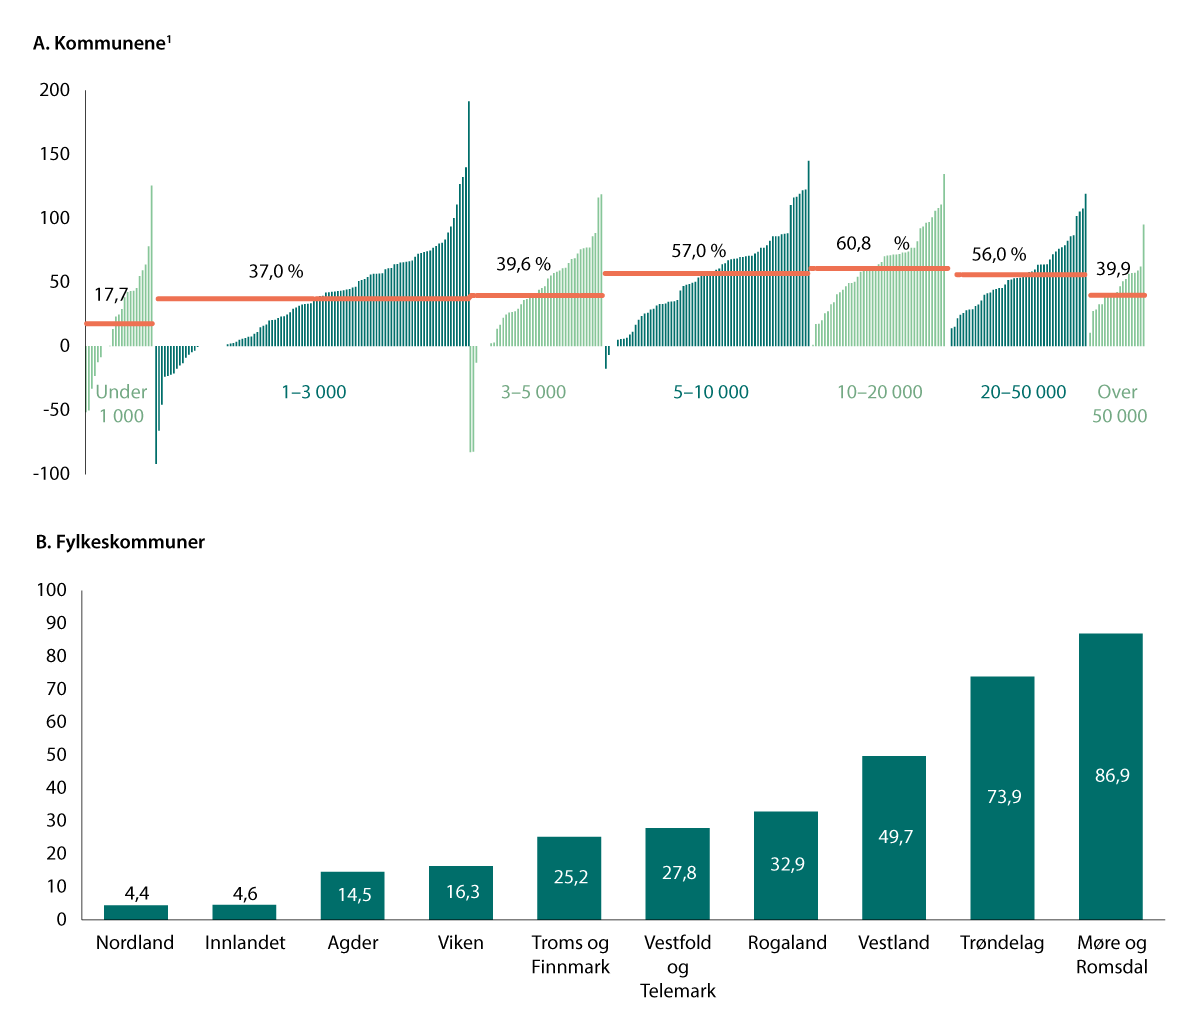 A. Kommunene¹
200
150
100
50
0
-50
-100
17,7
37,0 %
39,6 %
57,0 %
60,8 %
56,0 %
39,9
Under
1 000
1–3 000
3–5 000
5–10 000
10–20 000
20–50 000
Over
50 000
B. Fylkeskommuner
100
90
80
70
60
50
40
30
20
10
0
4,4
4,6
14,5
16,3
25,2
27,8
32,9
49,7
73,9
86,9
Nordland
Innlandet
Agder
Viken
Troms og
Finnmark
Vestfold
og
Telemark
Rogaland
Vestland
Trøndelag
Møre og
Romsdal